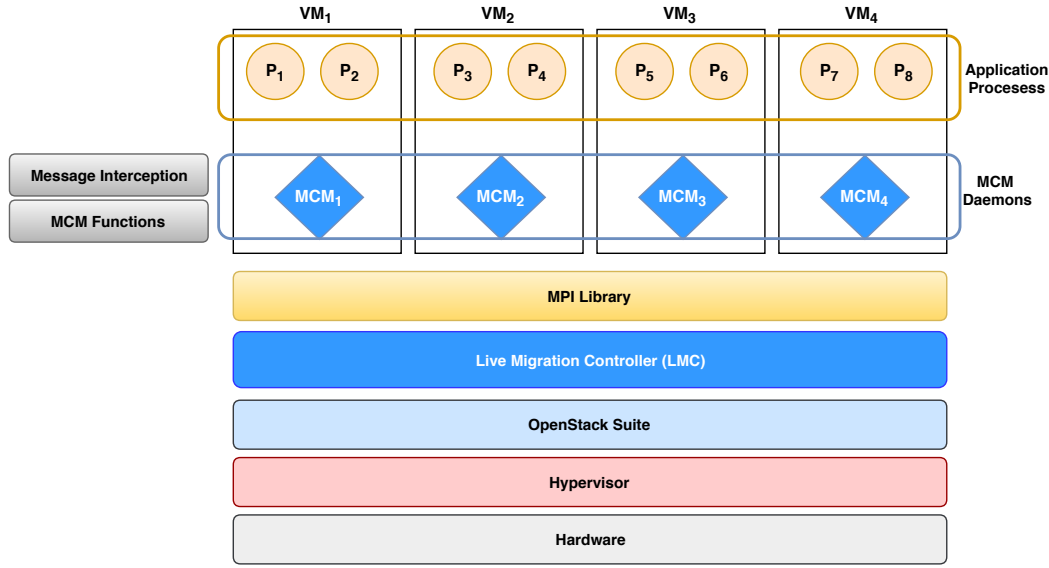 VM1 VM2 VM3 VM4
P1 P2 P3 P4 P5 P6 P7 P8
Application
Procesess
Message Interception
MCM Functions
MCM1 MCM2 MCM3 MCM4
MCM
Daemons
MPI Library
Live Migration Controller (LMC)
OpenStack Suite
Hypervisor
Hardware